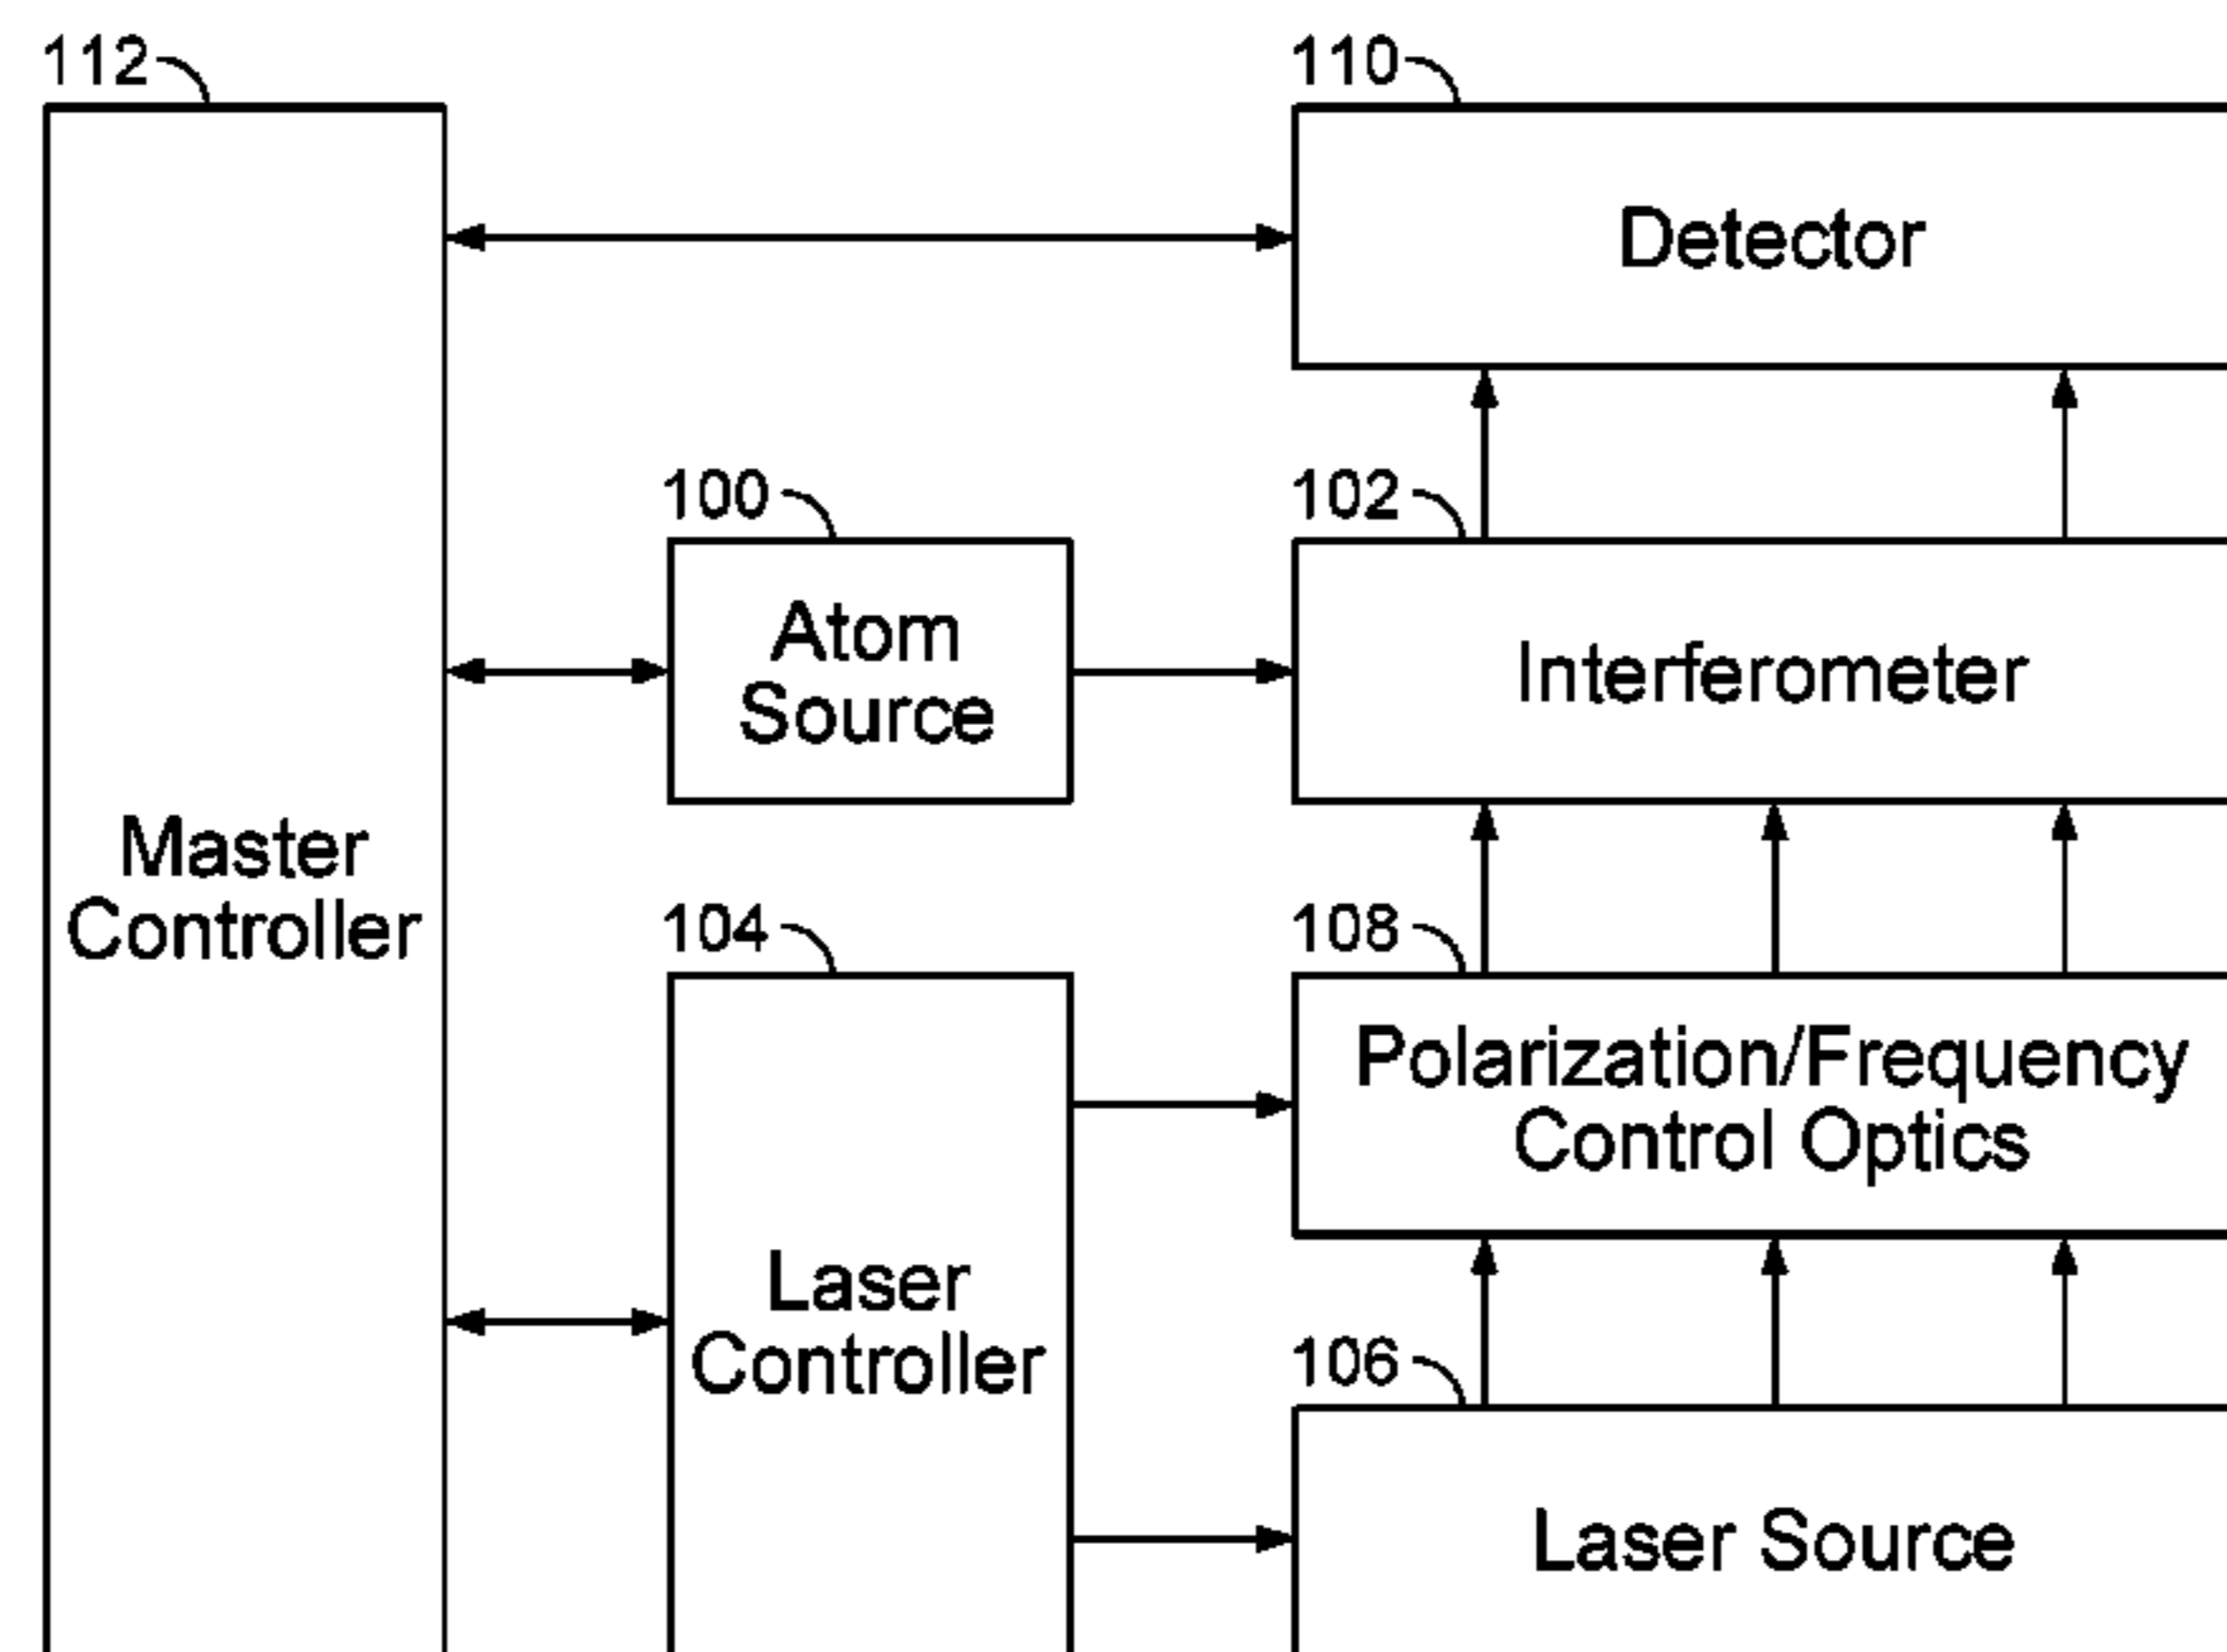 112
110
Detector
100
102
Atom
Source
Interferometer
Master
Controller
104
108
Polarization/Frequency
Control Optics
Laser
Controller
106
Laser Source